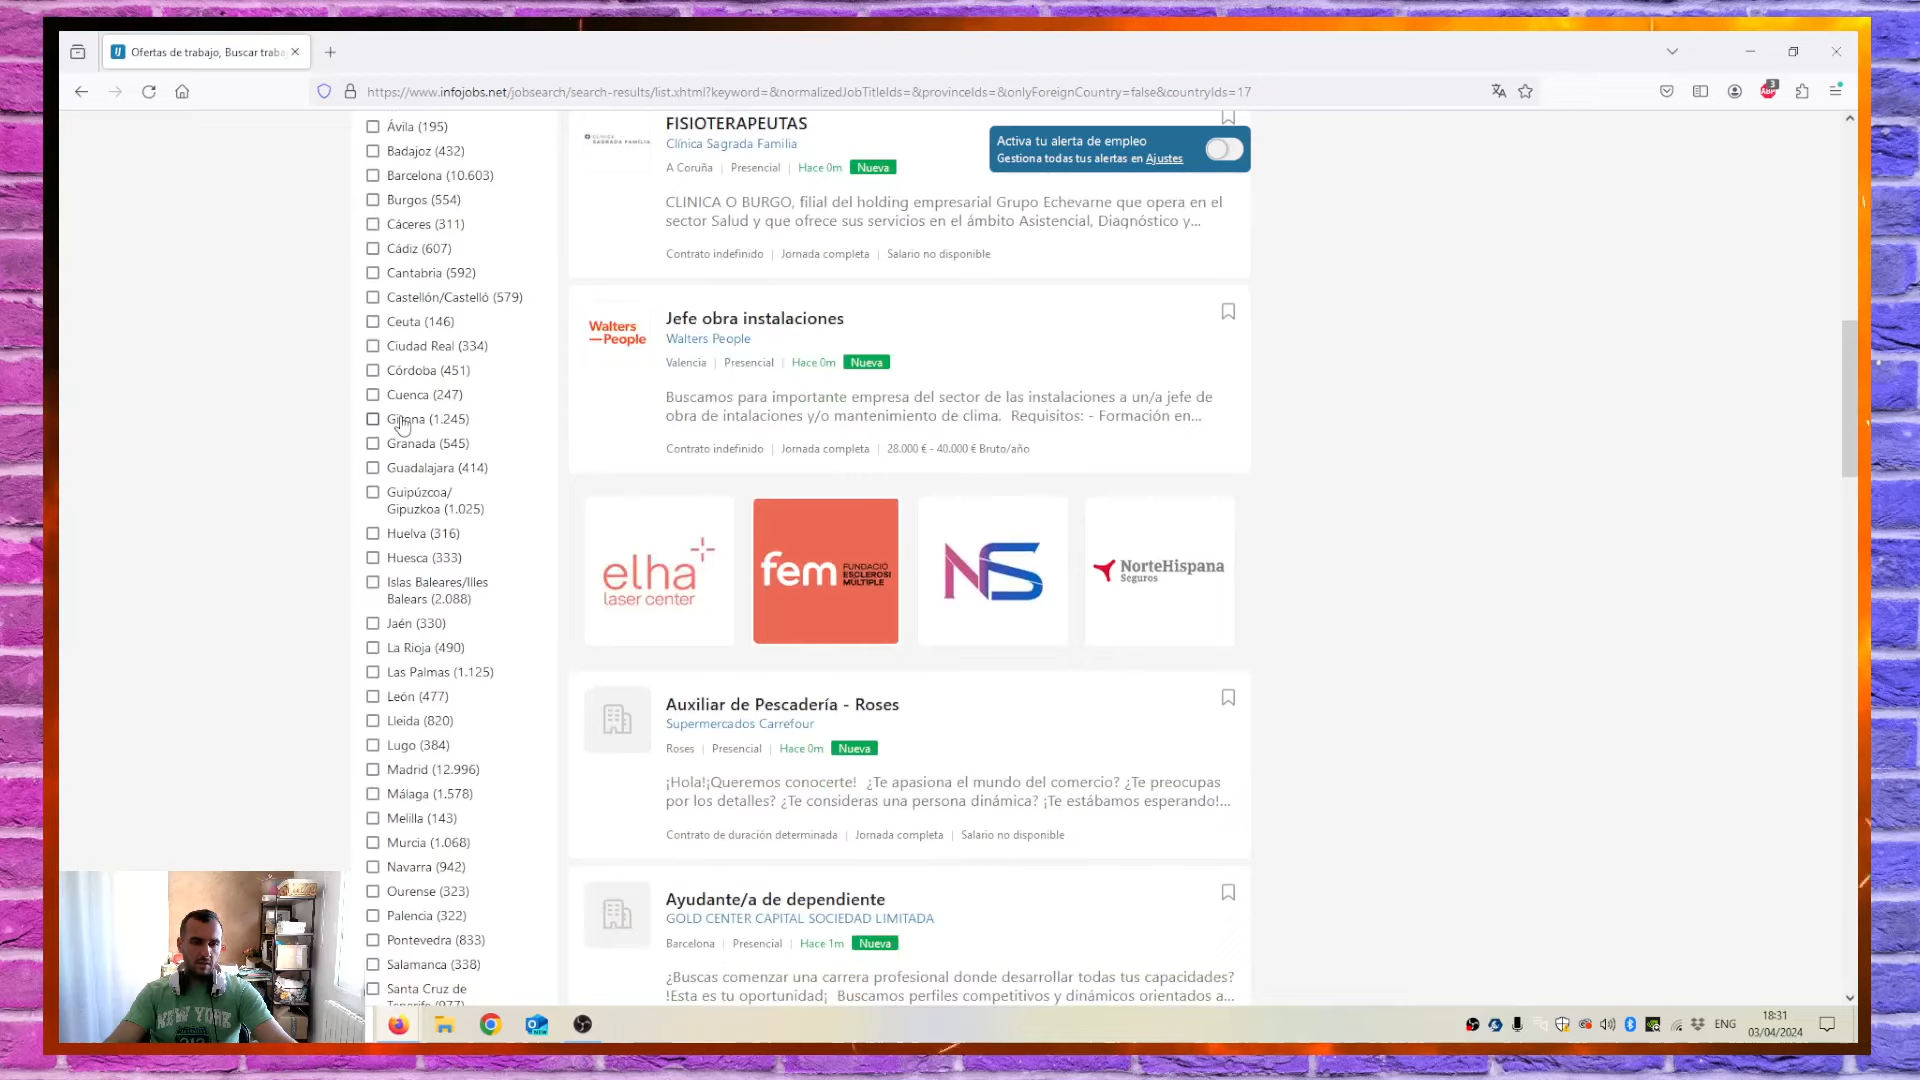 Ofertas de trabajo, Buscar traba
https://www.infojobs.net/jobsearch/search-results/list.xhtml?keyword=&normalizedJobTitleIds=&provinceIds=&onlyForeignCountry=false&countryIds=17
3
ABP
Ávila (195)
Badajoz (432)
Barcelona (10.603)
Burgos (554)
Cáceres (311)
Cádiz (607)
Cantabria (592)
Castellón/Castelló (579)
Ceuta (146)
Ciudad Real (334)
Córdoba (451)
Cuenca (247)
Girona (1.245)
Granada (545)
Guadalajara (414)
Guipúzcoa/
Gipuzkoa (1.025)
Huelva (316)
Huesca (333)
Islas Baleares/Illes
Balears (2.088)
Jaén (330)
La Rioja (490)
Las Palmas (1.125)
León (477)
Lleida (820)
Lugo (384)
Madrid (12.996)
Málaga (1.578)
Melilla (143)
Murcia (1.068)
Navarra (942)
Ourense (323)
Palencia (322)
Pontevedra (833)
Salamanca (338)
Santa Cruz de
Tenerife (977)
CLINICA
SAGRADA FAMILIA
FISIOTERAPEUTAS
Clínica Sagrada Familia
A Coruña | Presencial | Hace 0m Nueva
Activa tu alerta de empleo
Gestiona todas tus alertas en Ajustes
CLINICA O BURGO, filial del holding empresarial Grupo Echevarne que opera en el
sector Salud y que ofrece sus servicios en el ámbito Asistencial, Diagnóstico y...
Contrato indefinido | Jornada completa | Salario no disponible
Walters
—People
Jefe obra instalaciones
Walters People
Valencia | Presencial | Hace 0m Nueva
Buscamos para importante empresa del sector de las instalaciones a un/a jefe de
obra de intalaciones y/o mantenimiento de clima. Requisitos: - Formación en...
Contrato indefinido | Jornada completa | 28.000 € - 40.000 € Bruto/año
elha
laser center
fem FUNDACIÓ
ESCLEROSI
MÚLTIPLE
NS
NorteHispana
Seguros
Auxiliar de Pescadería - Roses
Supermercados Carrefour
Roses | Presencial | Hace 0m Nueva
¡Hola!¡Queremos conocerte! ¿Te apasiona el mundo del comercio? ¿Te preocupas
por los detalles? ¿Te consideras una persona dinámica? ¡Te estábamos esperando!...
Contrato de duración determinada | Jornada completa | Salario no disponible
Ayudante/a de dependiente
GOLD CENTER CAPITAL SOCIEDAD LIMITADA
Barcelona | Presencial | Hace 1m Nueva
¿Buscas comenzar una carrera profesional donde desarrollar todas tus capacidades?
!Esta es tu oportunidad¡ Buscamos perfiles competitivos y dinámicos orientados a...
NEW YORK
ENG
18:31
03/04/2024